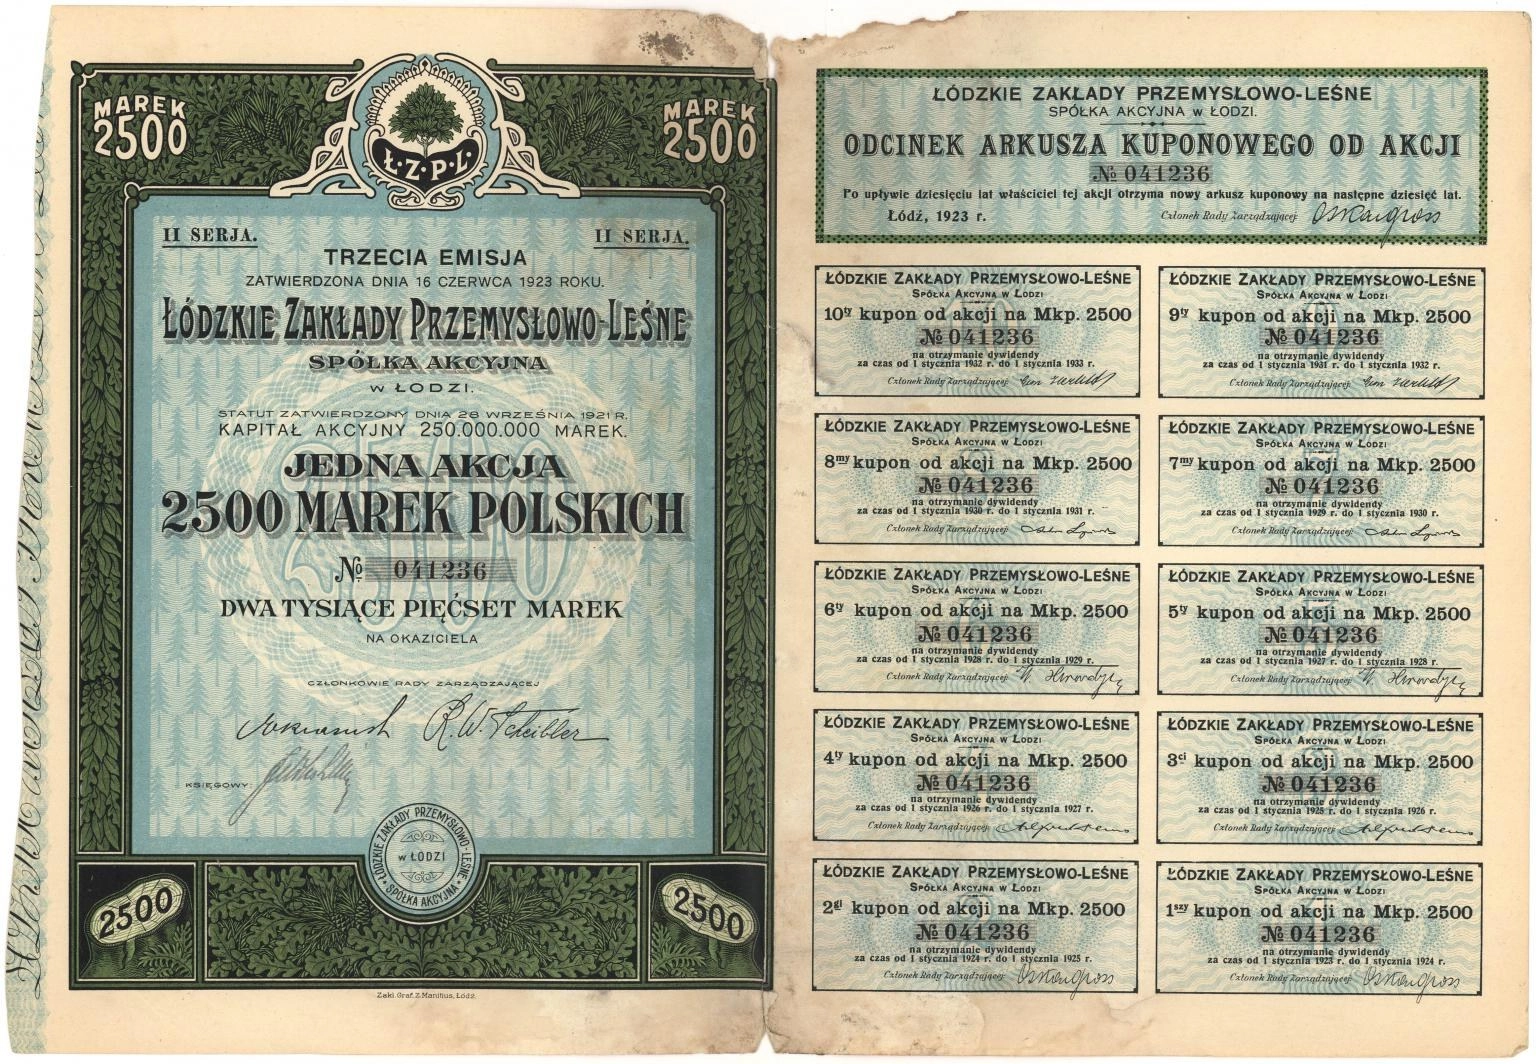 MAREK
2500
MAREK
2500
Ł.Z.P.L.
II SERJA.
II SERJA.
TRZECIA EMISJA
ZATWIERDZONA DNIA 16 CZERWCA 1923 ROKU.
ŁÓDZKIE ZAKŁADY PRZEMYSŁOWO-LEŚNE
SPÓŁKA AKCYJNA
W ŁODZI.
STATUT ZATWIERDZONY DNIA 28 WRZEŚNIA 1921 R.
KAPITAŁ AKCYJNY 250.000.000 MAREK.
JEDNA AKCJA
2500 MAREK POLSKICH
№ 041236
DWA TYSIĄCE PIĘĆSET MAREK
NA OKAZICIELA
CZŁONKOWIE RADY ZARZĄDZAJĄCEJ
R. W. Scheibler
KSIĘGOWY:
ŁÓDZKIE ZAKŁADY PRZEMYSŁOWO-LEŚNE
w ŁODZI
SPÓŁKA AKCYJNA
2500
2500
Zakł. Graf. Z. Manitius, Łódz.
ŁÓDZKIE ZAKŁADY PRZEMYSŁOWO-LEŚNE
SPÓŁKA AKCYJNA w ŁODZI.
ODCINEK ARKUSZA KUPONOWEGO OD AKCJI
№ 041236
Po upływie dziesięciu lat właściciel tej akcji otrzyma nowy arkusz kuponowy na następne dziesięć lat.
Łódź, 1923 r. Członek Rady Zarządzającej:
ŁÓDZKIE ZAKŁADY PRZEMYSŁOWO-LEŚNE
SPÓŁKA AKCYJNA W ŁODZI
10ty kupon od akcji na Mkp. 2500
№ 041236
na otrzymanie dywidendy
za czas od 1 stycznia 1932 r. do 1 stycznia 1933 r.
Członek Rady Zarządzającej:
ŁÓDZKIE ZAKŁADY PRZEMYSŁOWO-LEŚNE
SPÓŁKA AKCYJNA W ŁODZI
9ty kupon od akcji na Mkp. 2500
№ 041236
na otrzymanie dywidendy
za czas od 1 stycznia 1931 r. do 1 stycznia 1932 r.
Członek Rady Zarządzającej:
ŁÓDZKIE ZAKŁADY PRZEMYSŁOWO-LEŚNE
SPÓŁKA AKCYJNA W ŁODZI
8my kupon od akcji na Mkp. 2500
№ 041236
na otrzymanie dywidendy
za czas od 1 stycznia 1930 r. do 1 stycznia 1931 r.
Członek Rady Zarządzającej:
ŁÓDZKIE ZAKŁADY PRZEMYSŁOWO-LEŚNE
SPÓŁKA AKCYJNA W ŁODZI
7my kupon od akcji na Mkp. 2500
№ 041236
na otrzymanie dywidendy
za czas od 1 stycznia 1929 r. do 1 stycznia 1930 r.
Członek Rady Zarządzającej:
ŁÓDZKIE ZAKŁADY PRZEMYSŁOWO-LEŚNE
SPÓŁKA AKCYJNA W ŁODZI
6ty kupon od akcji na Mkp. 2500
№ 041236
na otrzymanie dywidendy
za czas od 1 stycznia 1928 r. do 1 stycznia 1929 r.
Członek Rady Zarządzającej:
ŁÓDZKIE ZAKŁADY PRZEMYSŁOWO-LEŚNE
SPÓŁKA AKCYJNA W ŁODZI
5ty kupon od akcji na Mkp. 2500
№ 041236
na otrzymanie dywidendy
za czas od 1 stycznia 1927 r. do 1 stycznia 1928 r.
Członek Rady Zarządzającej:
ŁÓDZKIE ZAKŁADY PRZEMYSŁOWO-LEŚNE
SPÓŁKA AKCYJNA W ŁODZI
4ty kupon od akcji na Mkp. 2500
№ 041236
na otrzymanie dywidendy
za czas od 1 stycznia 1926 r. do 1 stycznia 1927 r.
Członek Rady Zarządzającej:
ŁÓDZKIE ZAKŁADY PRZEMYSŁOWO-LEŚNE
SPÓŁKA AKCYJNA W ŁODZI
3ci kupon od akcji na Mkp. 2500
№ 041236
na otrzymanie dywidendy
za czas od 1 stycznia 1925 r. do 1 stycznia 1926 r.
Członek Rady Zarządzającej:
ŁÓDZKIE ZAKŁADY PRZEMYSŁOWO-LEŚNE
SPÓŁKA AKCYJNA W ŁODZI
2gi kupon od akcji na Mkp. 2500
№ 041236
na otrzymanie dywidendy
za czas od 1 stycznia 1924 r. do 1 stycznia 1925 r.
Członek Rady Zarządzającej:
ŁÓDZKIE ZAKŁADY PRZEMYSŁOWO-LEŚNE
SPÓŁKA AKCYJNA W ŁODZI
1szy kupon od akcji na Mkp. 2500
№ 041236
na otrzymanie dywidendy
za czas od 1 stycznia 1923 r. do 1 stycznia 1924 r.
Członek Rady Zarządzającej: